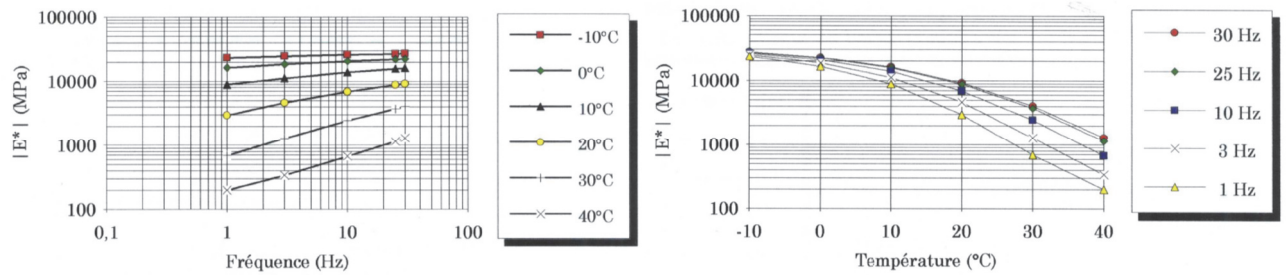 |E*| (MPa)
100000
10000
1000
100
0,1
1
10
100
Fréquence (Hz)
-10°C
0°C
10°C
20°C
30°C
40°C
|E*| (MPa)
100000
10000
1000
100
-10
0
10
20
30
40
Température (°C)
30 Hz
25 Hz
10 Hz
3 Hz
1 Hz